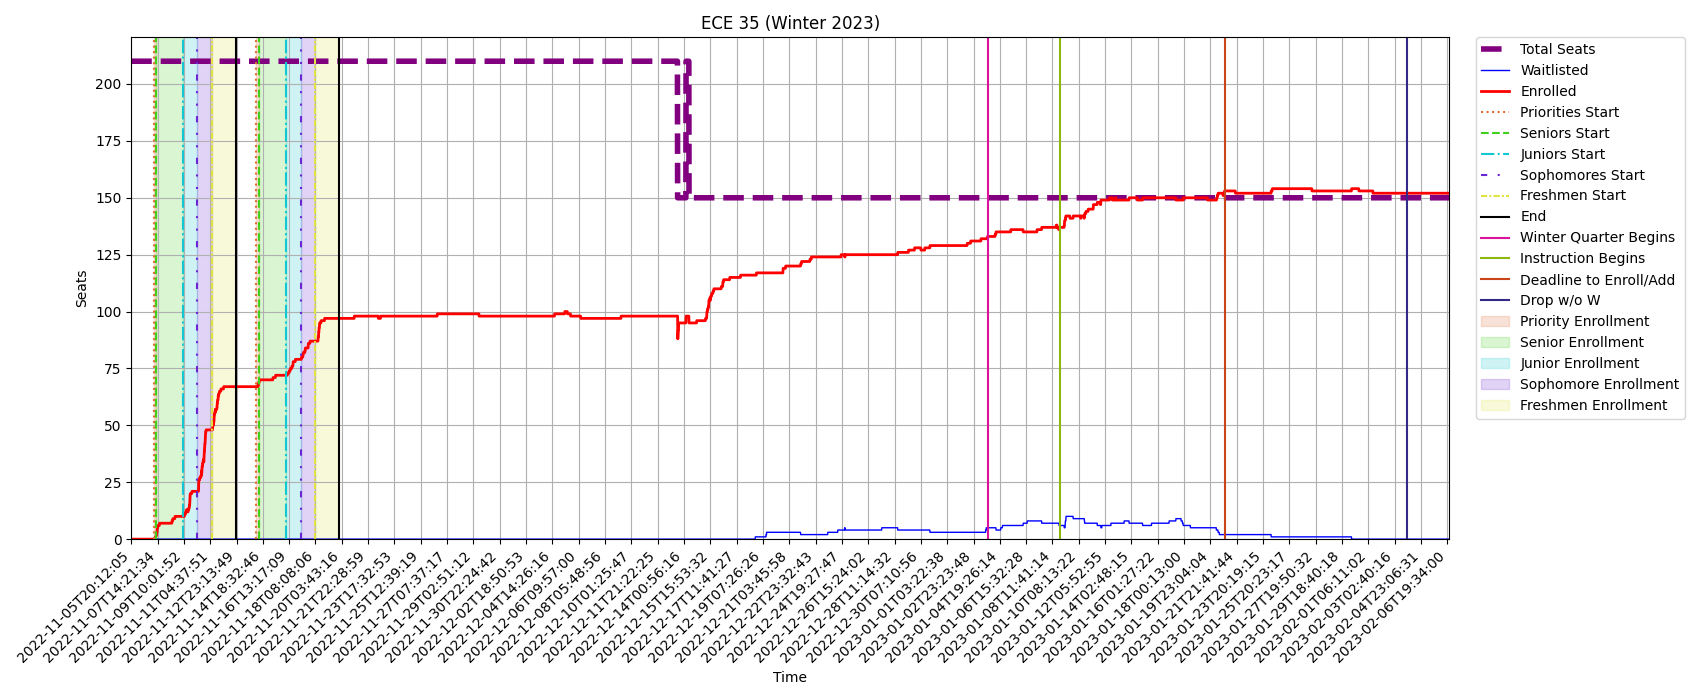 ECE 35 (Winter 2023)
Seats
200
175
150
125
100
75
50
25
0
2022-11-05T20:12:05
2022-11-07T14:21:34
2022-11-09T01:01:52
2022-11-11T04:37:51
2022-11-12T23:13:49
2022-11-14T18:32:46
2022-11-16T13:17:09
2022-11-18T08:08:06
2022-11-20T03:43:16
2022-11-21T22:28:59
2022-11-23T17:32:53
2022-11-25T12:39:19
2022-11-27T07:37:17
2022-11-29T02:51:12
2022-11-30T22:24:42
2022-12-02T18:50:53
2022-12-04T14:26:16
2022-12-06T09:57:00
2022-12-08T05:48:56
2022-12-10T01:25:47
2022-12-11T21:22:25
2022-12-14T00:56:16
2022-12-15T15:53:32
2022-12-17T11:41:27
2022-12-19T07:26:26
2022-12-21T03:45:58
2022-12-22T23:32:43
2022-12-24T19:27:47
2022-12-26T15:24:02
2022-12-28T11:14:32
2022-12-30T07:10:56
2023-01-01T03:22:38
2023-01-02T23:23:48
2023-01-04T19:26:14
2023-01-06T15:32:28
2023-01-08T11:41:14
2023-01-10T08:13:22
2023-01-12T05:52:55
2023-01-14T02:48:15
2023-01-16T01:27:22
2023-01-18T00:13:00
2023-01-19T23:04:04
2023-01-21T21:41:44
2023-01-23T20:19:15
2023-01-25T20:23:17
2023-01-27T19:50:32
2023-01-29T18:40:18
2023-02-01T06:11:02
2023-02-03T02:40:16
2023-02-04T23:06:31
2023-02-06T19:34:00
Time
Total Seats
Waitlisted
Enrolled
Priorities Start
Seniors Start
Juniors Start
Sophomores Start
Freshmen Start
End
Winter Quarter Begins
Instruction Begins
Deadline to Enroll/Add
Drop w/o W
Priority Enrollment
Senior Enrollment
Junior Enrollment
Sophomore Enrollment
Freshmen Enrollment